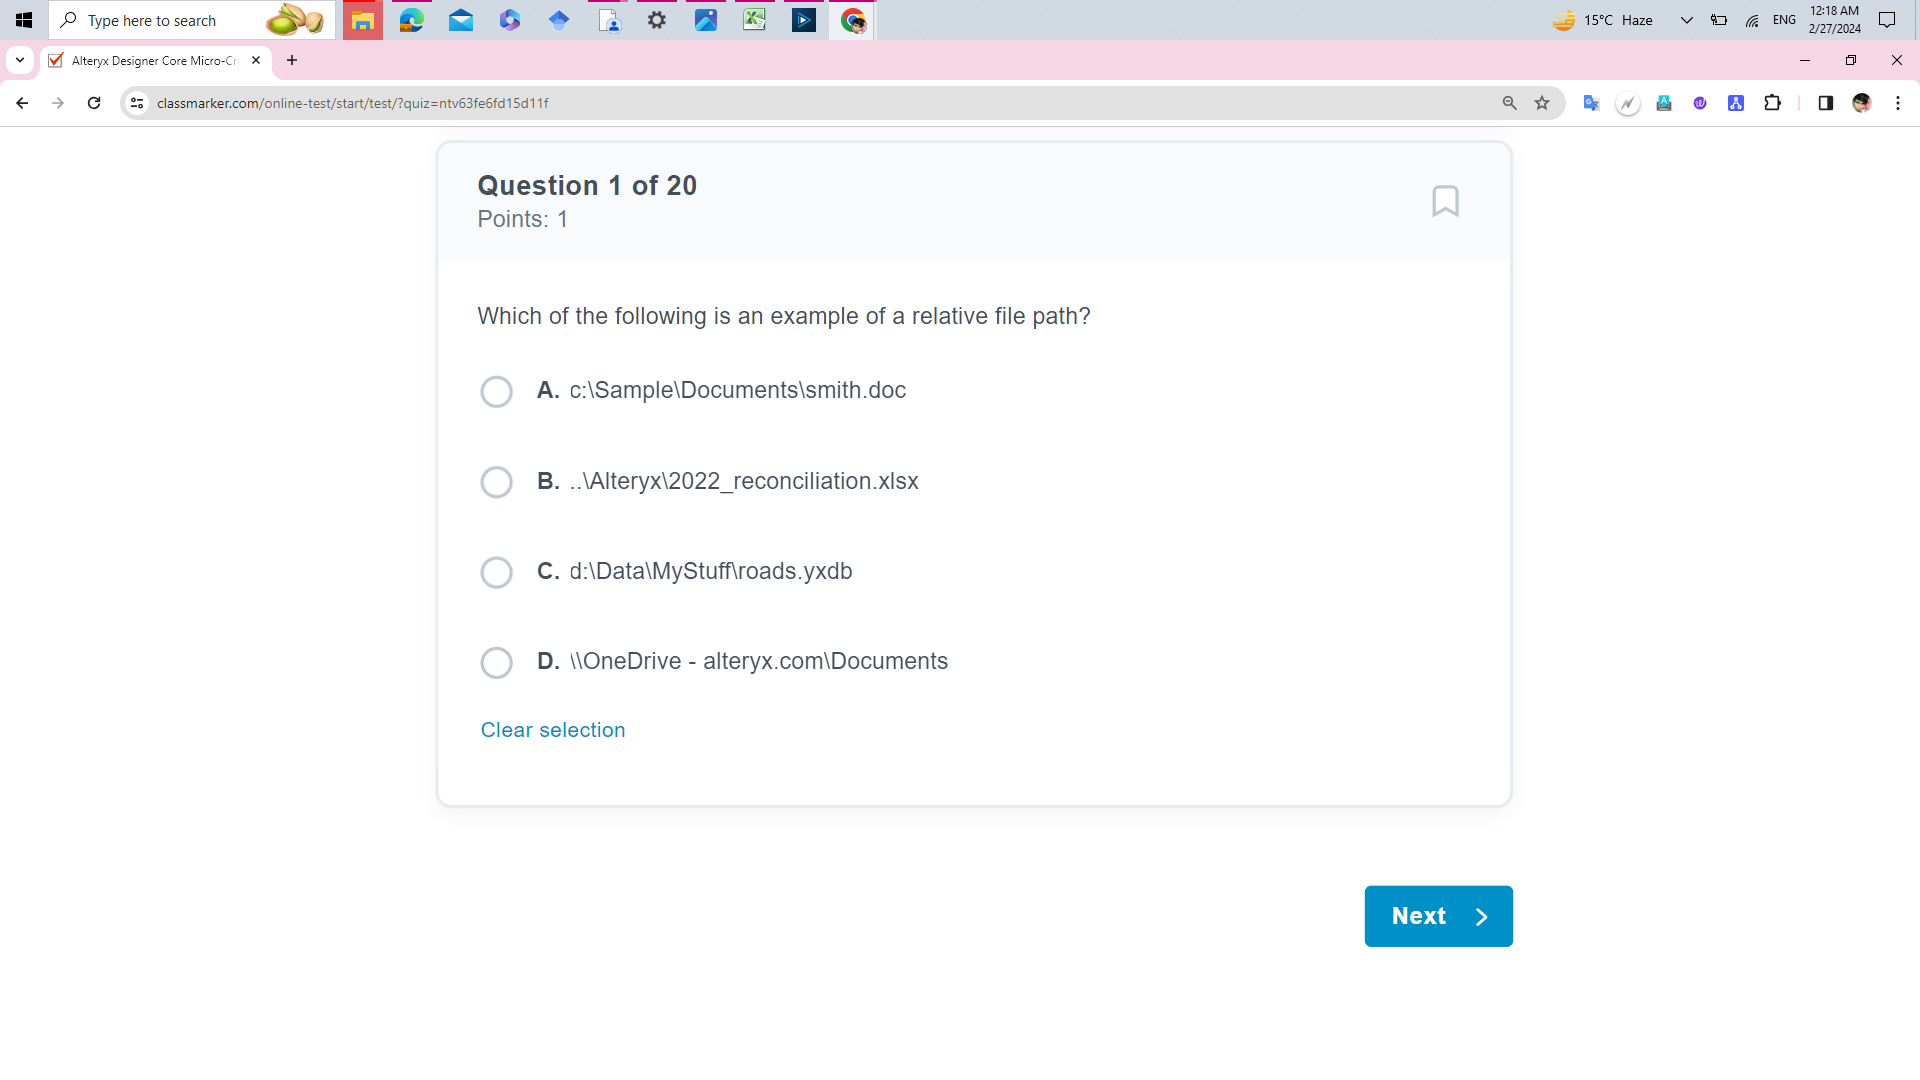 Type here to search
15°C Haze
ENG
12:18 AM
2/27/2024
Alteryx Designer Core Micro-Cr
classmarker.com/online-test/start/test/?quiz=ntv63fe6fd15d11f
Question 1 of 20
Points: 1
Which of the following is an example of a relative file path?
A. c:\Sample\Documents\smith.doc
B. ..\Alteryx\2022_reconciliation.xlsx
C. d:\Data\MyStuff\roads.yxdb
D. \\OneDrive - alteryx.com\Documents
Clear selection
Next